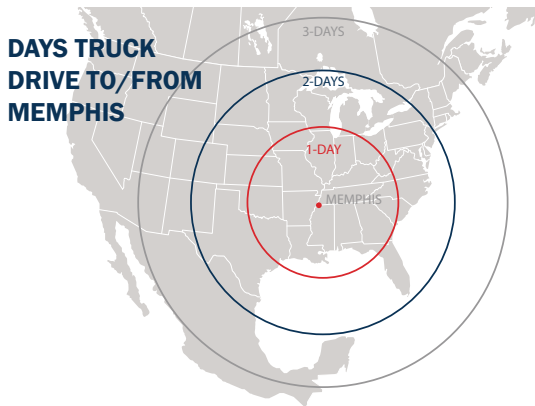 DAYS TRUCK
DRIVE TO/FROM
MEMPHIS
3-DAYS
2-DAYS
1-DAY
MEMPHIS